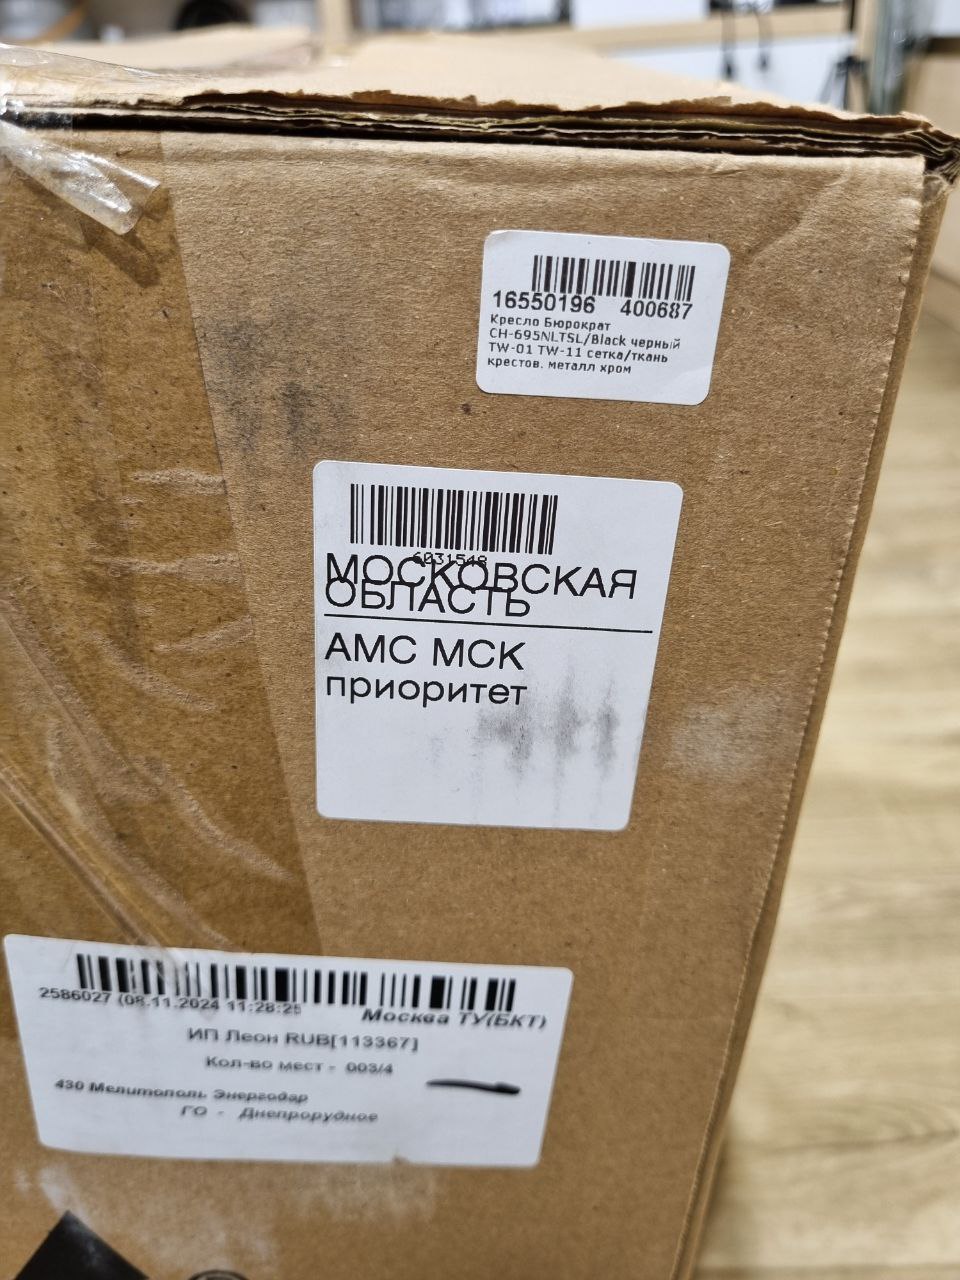 16550196 400687
Кресло Бюрократ
CH-695NLTSL/Black черный
TW-01 TW-11 сетка/ткань
крестов. металл хром
6031548
МОСКОВСКАЯ
ОБЛАСТЬ
АМС МСК
приоритет
2586027 (08.11.2024 11:28:25
Москва ТУ(БКТ)
ИП Леон RUB[113367]
Кол-во мест - 003/4
430 Мелитополь Энергодар
ГО - Днепрорудное